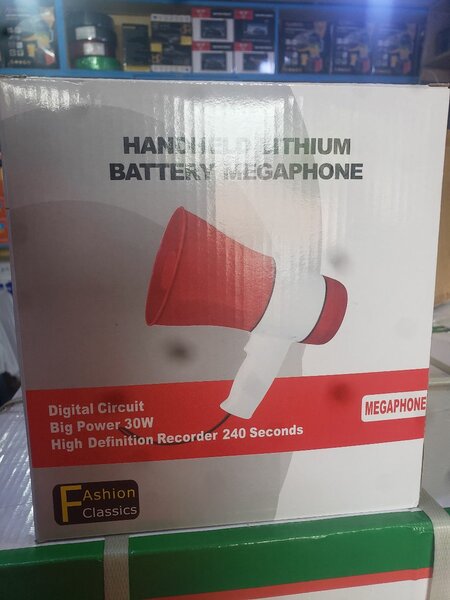 HANDHELD LITHIUM
BATTERY MEGAPHONE
Digital Circuit
Big Power 30W
High Definition Recorder 240 Seconds
MEGAPHONE
FAshion
Classics